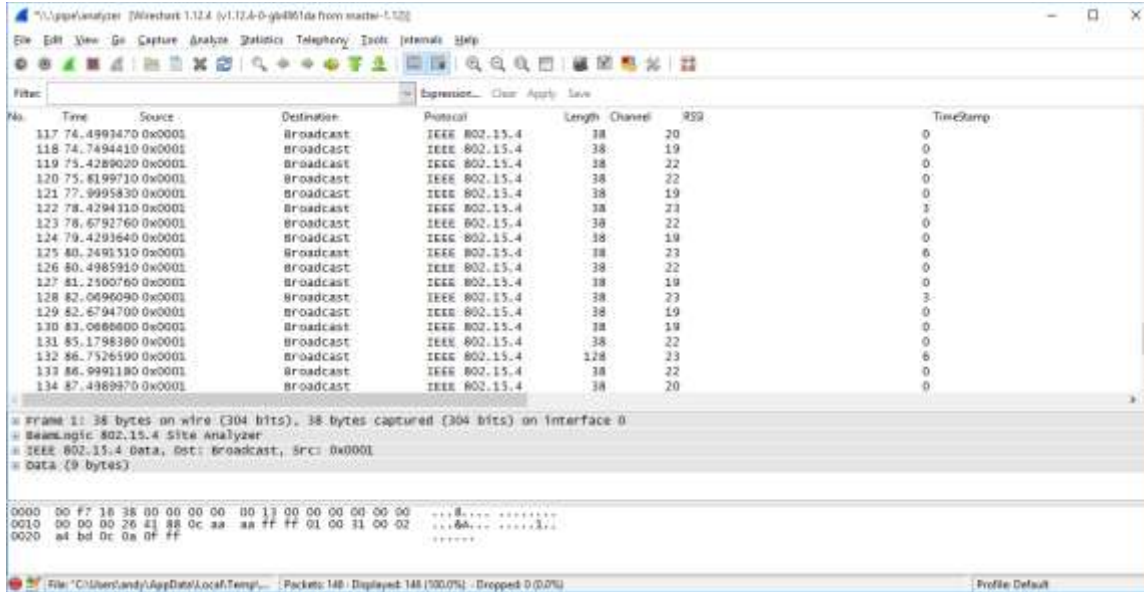 *\\.\pipe\analyzer [Wireshark 1.12.4 (v1.12.4-0-gb4861da from master-1.12)]
File Edit View Go Capture Analyze Statistics Telephony Tools Internals Help
Filter: Expression... Clear Apply Save
No. Time Source Destination Protocol Length Channel RSSI TimeStamp
117 74.4993470 0x0001 Broadcast IEEE 802.15.4 38 20 0
118 74.7494410 0x0001 Broadcast IEEE 802.15.4 38 19 0
119 75.4289020 0x0001 Broadcast IEEE 802.15.4 38 22 0
120 75.8199710 0x0001 Broadcast IEEE 802.15.4 38 22 0
121 77.9995830 0x0001 Broadcast IEEE 802.15.4 38 19 0
122 78.4294310 0x0001 Broadcast IEEE 802.15.4 38 23 3
123 78.6792760 0x0001 Broadcast IEEE 802.15.4 38 22 0
124 79.4293640 0x0001 Broadcast IEEE 802.15.4 38 19 0
125 80.2491510 0x0001 Broadcast IEEE 802.15.4 38 23 6
126 80.4985910 0x0001 Broadcast IEEE 802.15.4 38 22 0
127 81.2500760 0x0001 Broadcast IEEE 802.15.4 38 19 0
128 82.0696090 0x0001 Broadcast IEEE 802.15.4 38 23 3
129 82.6794700 0x0001 Broadcast IEEE 802.15.4 38 19 0
130 83.0686600 0x0001 Broadcast IEEE 802.15.4 38 19 0
131 85.1798380 0x0001 Broadcast IEEE 802.15.4 38 22 0
132 86.7526590 0x0001 Broadcast IEEE 802.15.4 128 23 6
133 86.9991180 0x0001 Broadcast IEEE 802.15.4 38 22 0
134 87.4989970 0x0001 Broadcast IEEE 802.15.4 38 20 0
Frame 1: 38 bytes on wire (304 bits), 38 bytes captured (304 bits) on interface 0
BeamLogic 802.15.4 Site Analyzer
IEEE 802.15.4 Data, Dst: Broadcast, Src: 0x0001
Data (9 bytes)
0000 00 f7 16 38 00 00 00 00 00 13 00 00 00 00 00 00 ...8.... ........
0010 00 00 00 26 41 88 0c aa aa ff ff 01 00 31 00 02 ...&A... .....1..
0020 a4 bd 0c 0a 0f ff ......
File: "C:\Users\andy\AppData\Local\Temp\... Packets: 148 · Displayed: 148 (100.0%) · Dropped: 0 (0.0%) Profile: Default